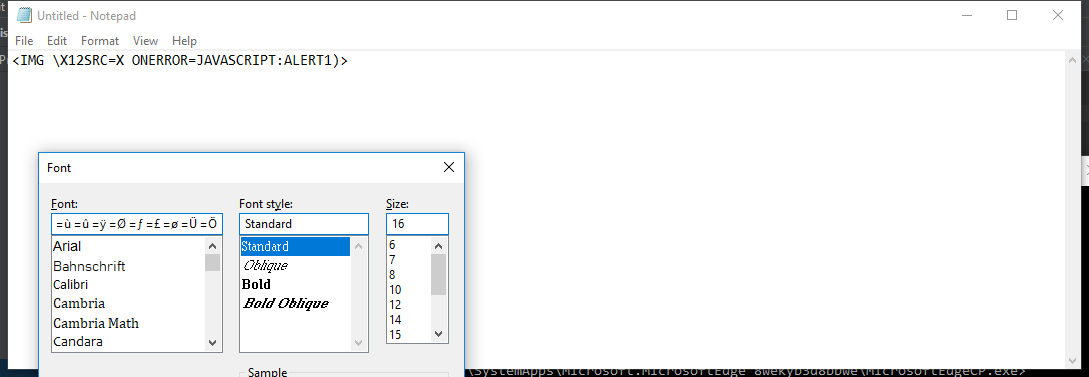 Untitled - Notepad
File Edit Format View Help
<IMG \X12SRC=X ONERROR=JAVASCRIPT:ALERT1)>
Font
Font: Font style: Size:
=ù =û =ÿ =Ø =ƒ =£ =ø =Ü =Ö Standard 16
Arial Standard 6
Bahnschrift Oblique 7
Calibri Bold 8
Cambria Bold Oblique 10
Cambria Math 12
Candara 14
15
Sample
\SystemApps\Microsoft.MicrosoftEdge_8wekyb3d8bbwe\MicrosoftEdgeCP.exe>